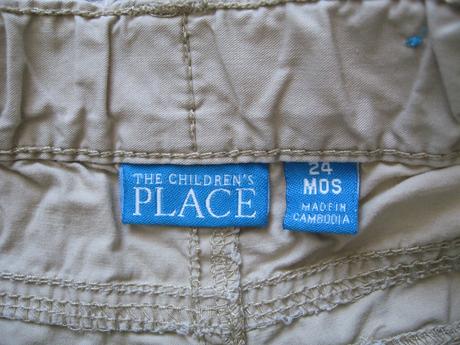 THE CHILDREN'S
PLACE
24
MOS
MADE IN
CAMBODIA